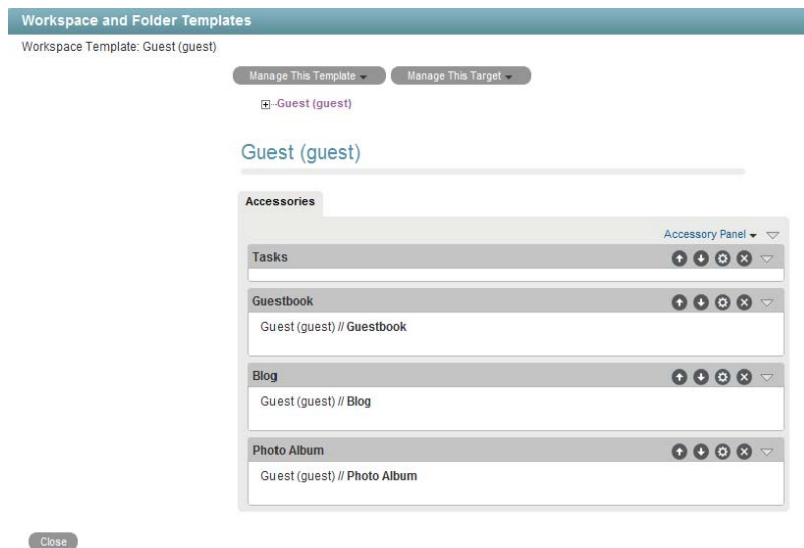 Workspace and Folder Templates
Workspace Template: Guest (guest)
Manage This Template Manage This Target
Guest (guest)
Guest (guest)
Accessories
Accessory Panel
Tasks
Guestbook
Guest (guest) // Guestbook
Blog
Guest (guest) // Blog
Photo Album
Guest (guest) // Photo Album
Close